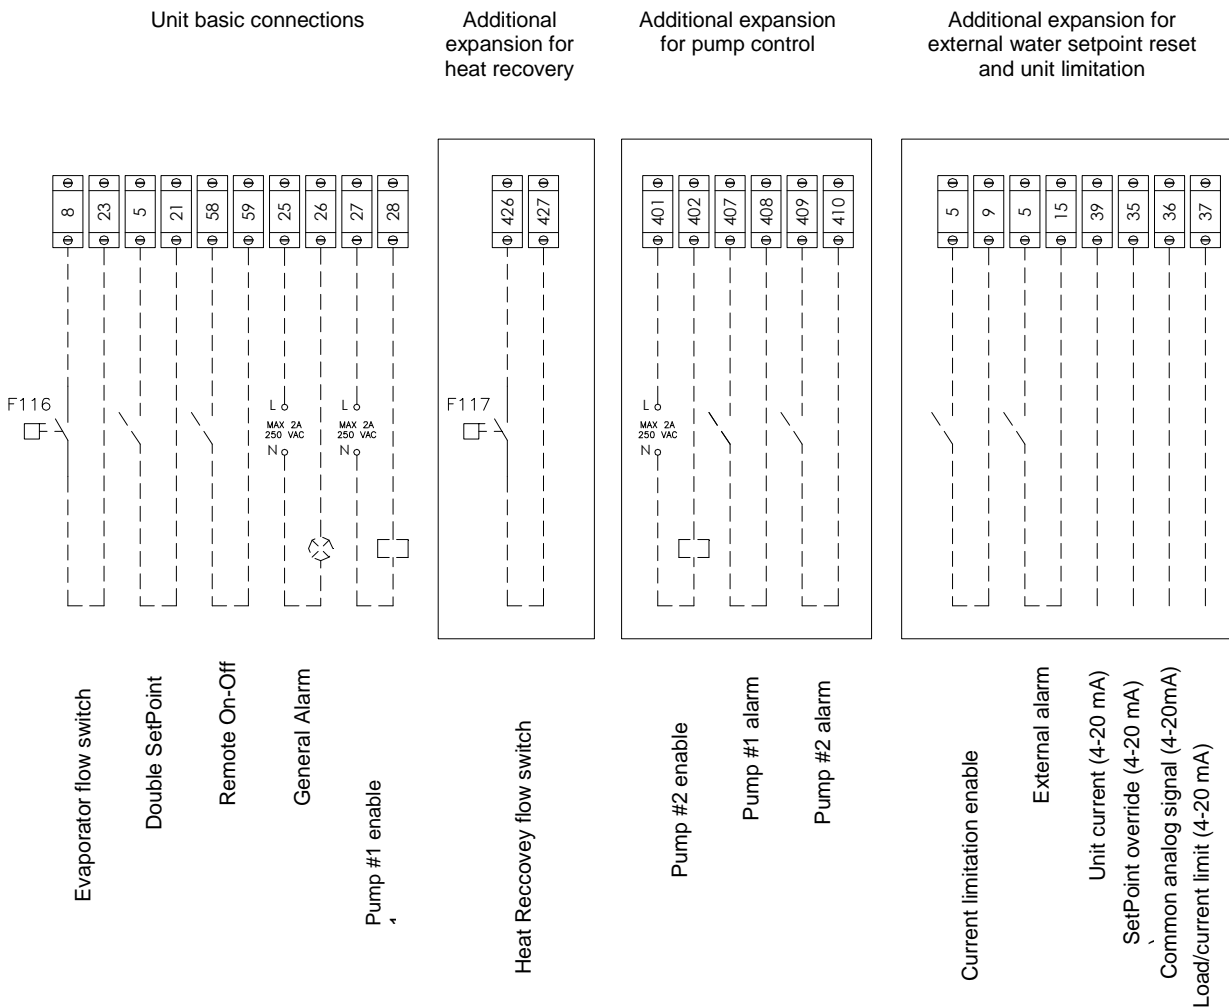 Unit basic connections
Additional
expansion for
heat recovery
Additional expansion
for pump control
Additional expansion for
external water setpoint reset
and unit limitation
8
23
5
21
58
59
25
26
27
28
426
427
401
402
407
408
409
410
5
9
5
15
39
35
36
37
F116
L
MAX 2A
250 VAC
N
L
MAX 2A
250 VAC
N
F117
L
MAX 2A
250 VAC
N
Evaporator flow switch
Double SetPoint
Remote On-Off
General Alarm
Pump #1 enable
Heat Reccovey flow switch
Pump #2 enable
Pump #1 alarm
Pump #2 alarm
Current limitation enable
External alarm
Unit current (4-20 mA)
SetPoint override (4-20 mA)
Common analog signal (4-20mA)
Load/current limit (4-20 mA)